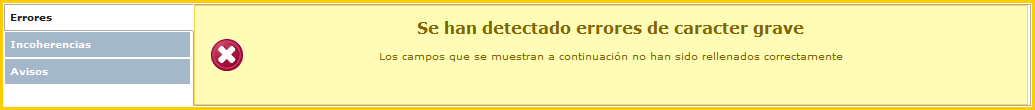 Errores
Incoherencias
Avisos
Se han detectado errores de caracter grave
Los campos que se muestran a continuación no han sido rellenados correctamente